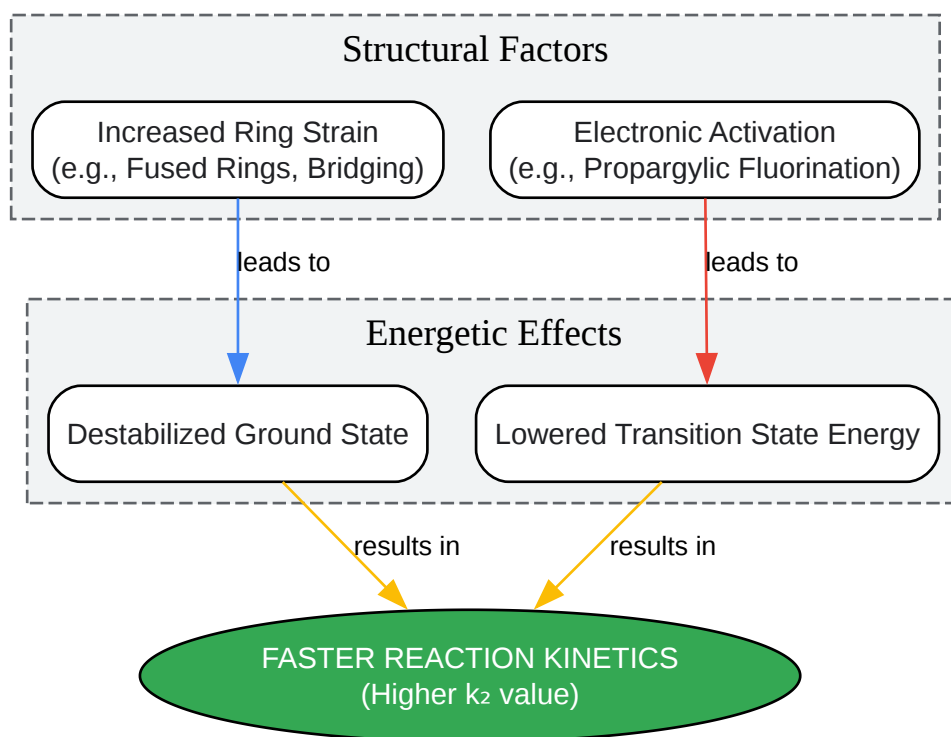 Structural Factors
Increased Ring Strain
(e.g., Fused Rings, Bridging)
Electronic Activation
(e.g., Propargylic Fluorination)
leads to
leads to
Energetic Effects
Destabilized Ground State
Lowered Transition State Energy
results in
results in
FASTER REACTION KINETICS
(Higher k₂ value)